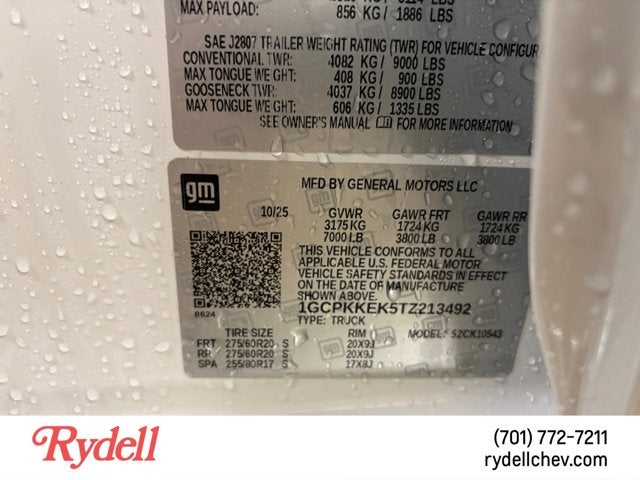 MAX PAYLOAD: 856 KG / 1886 LBS
SAE J2807 TRAILER WEIGHT RATING (TWR) FOR VEHICLE CONFIGUR
CONVENTIONAL TWR: 4082 KG / 9000 LBS
MAX TONGUE WEIGHT: 408 KG / 900 LBS
GOOSENECK TWR: 4037 KG / 8900 LBS
MAX TONGUE WEIGHT: 606 KG / 1335 LBS
SEE OWNER'S MANUAL FOR MORE INFORMATION
gm
MFD BY GENERAL MOTORS LLC
10/25 GVWR GAWR FRT GAWR RR
3175 KG 1724 KG 1724 KG
7000 LB 3800 LB 3800 LB
THIS VEHICLE CONFORMS TO ALL
APPLICABLE U.S. FEDERAL MOTOR
VEHICLE SAFETY STANDARDS IN EFFECT
ON THE DATE OF MANUFACTURE
SHOWN ABOVE.
8624
1GCPKKEK5TZ213492
TYPE: TRUCK MODEL: 52CK10543
TIRE SIZE RIM
FRT 275/60R20 S 20X9J
RR 275/60R20 S 20X9J
SPA 255/80R17 S 17X8J
Rydell
(701) 772-7211
rydellchev.com